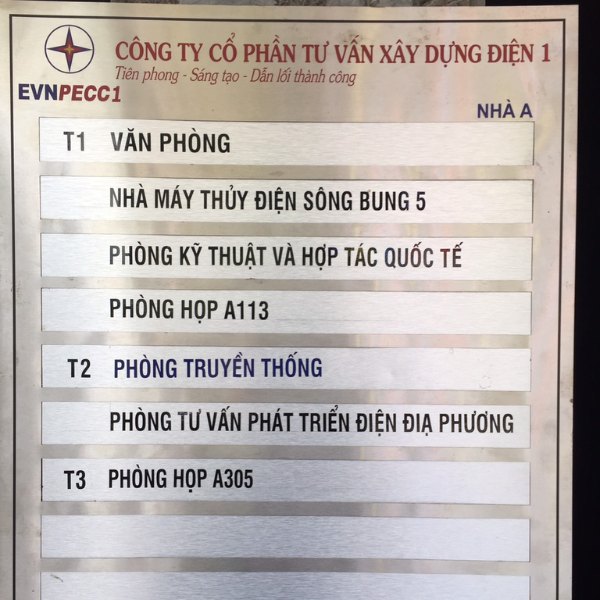 CÔNG TY CỔ PHẦN TƯ VẤN XÂY DỰNG ĐIỆN 1
Tiên phong - Sáng tạo - Dẫn lối thành công
EVNPECC1
NHÀ A
T1 VĂN PHÒNG
NHÀ MÁY THỦY ĐIỆN SÔNG BUNG 5
PHÒNG KỸ THUẬT VÀ HỢP TÁC QUỐC TẾ
PHÒNG HỌP A113
T2 PHÒNG TRUYỀN THỐNG
PHÒNG TƯ VẤN PHÁT TRIỂN ĐIỆN ĐỊA PHƯƠNG
T3 PHÒNG HỌP A305